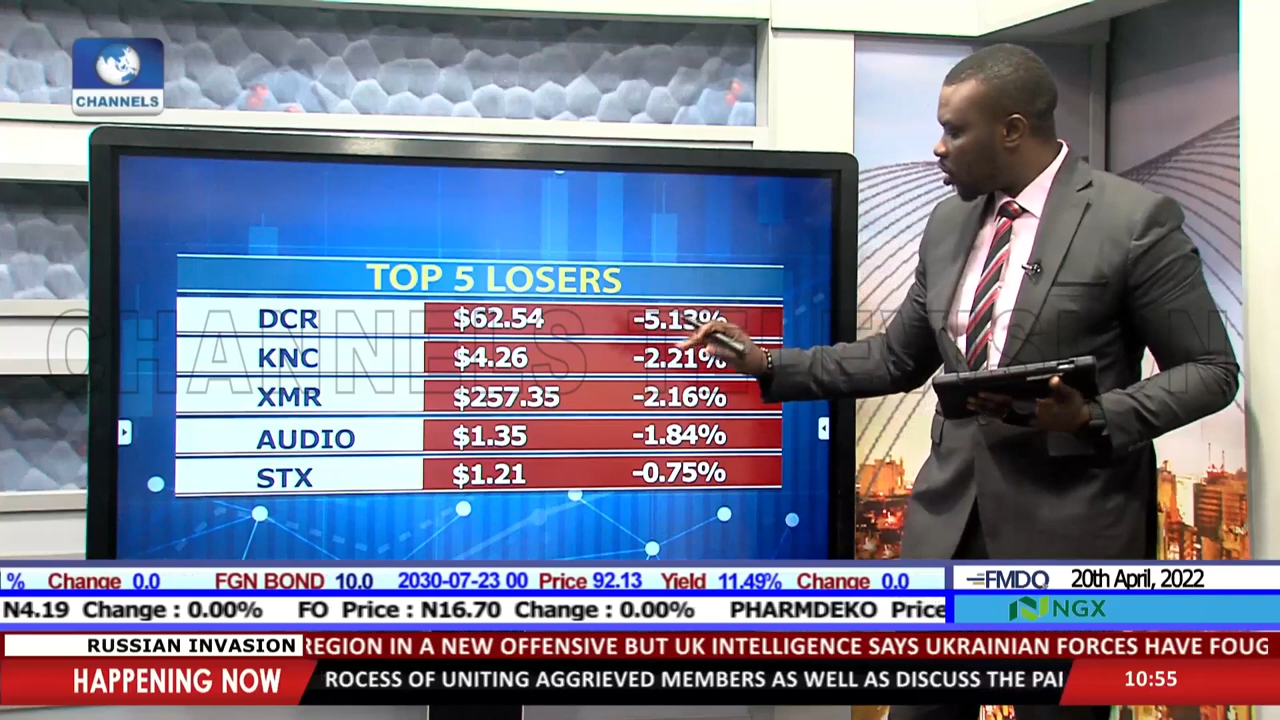 CHANNELS
TOP 5 LOSERS
DCR $62.54 -5.13%
KNC $4.26 -2.21%
XMR $257.35 -2.16%
AUDIO $1.35 -1.84%
STX $1.21 -0.75%
CHANNELS TELEVISION
% Change 0.0 FGN BOND 10.0 2030-07-23 00 Price 92.13 Yield 11.49% Change 0.0
FMDQ 20th April, 2022
N4.19 Change : 0.00% FO Price : N16.70 Change : 0.00% PHARMDEKO Price
NGX
RUSSIAN INVASION REGION IN A NEW OFFENSIVE BUT UK INTELLIGENCE SAYS UKRAINIAN FORCES HAVE FOUG
HAPPENING NOW ROCESS OF UNITING AGGRIEVED MEMBERS AS WELL AS DISCUSS THE PAI 10:55